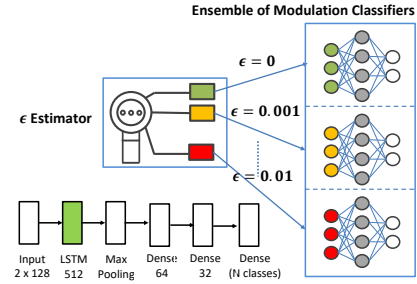 Ensemble of Modulation Classifiers
ϵ = 0
ϵ Estimator
ϵ = 0.001
ϵ = 0.01
Input
2 x 128
LSTM
512
Max
Pooling
Dense
64
Dense
32
Dense
(N classes)